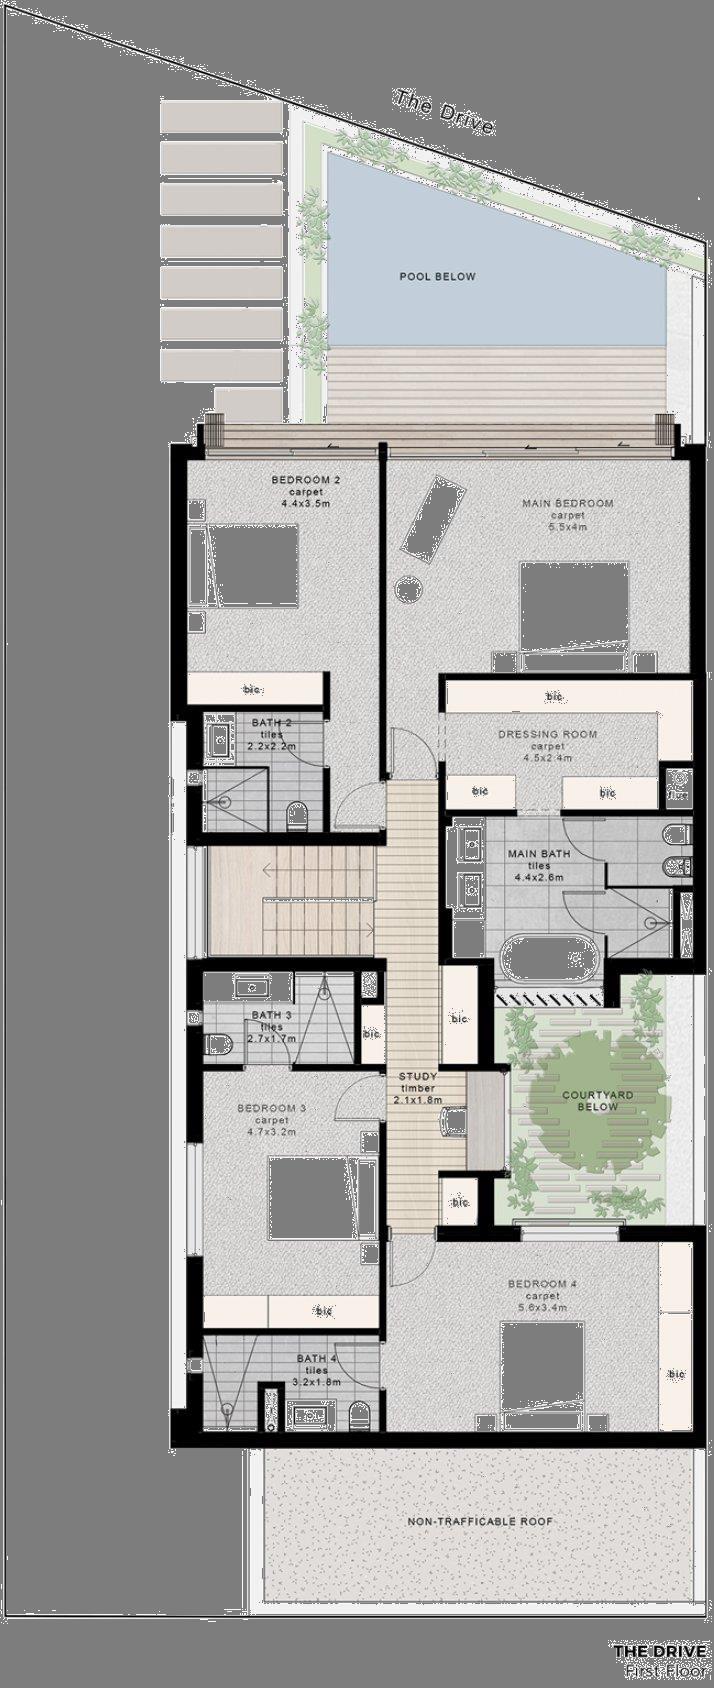 The Drive
POOL BELOW
BEDROOM 2
carpet
4.4x3.5m
MAIN BEDROOM
carpet
5.5x4m
bic
bic
BATH 2
tiles
2.2x2.2m
DRESSING ROOM
carpet
4.5x2.4m
bic
bic
MAIN BATH
tiles
4.4x2.6m
BATH 3
tiles
2.7x1.7m
bic
bic
STUDY
timber
2.1x1.8m
COURTYARD
BELOW
BEDROOM 3
carpet
4.7x3.2m
bic
BEDROOM 4
carpet
5.6x3.4m
bic
BATH 4
tiles
3.2x1.8m
bic
NON-TRAFFICABLE ROOF
THE DRIVE
First Floor